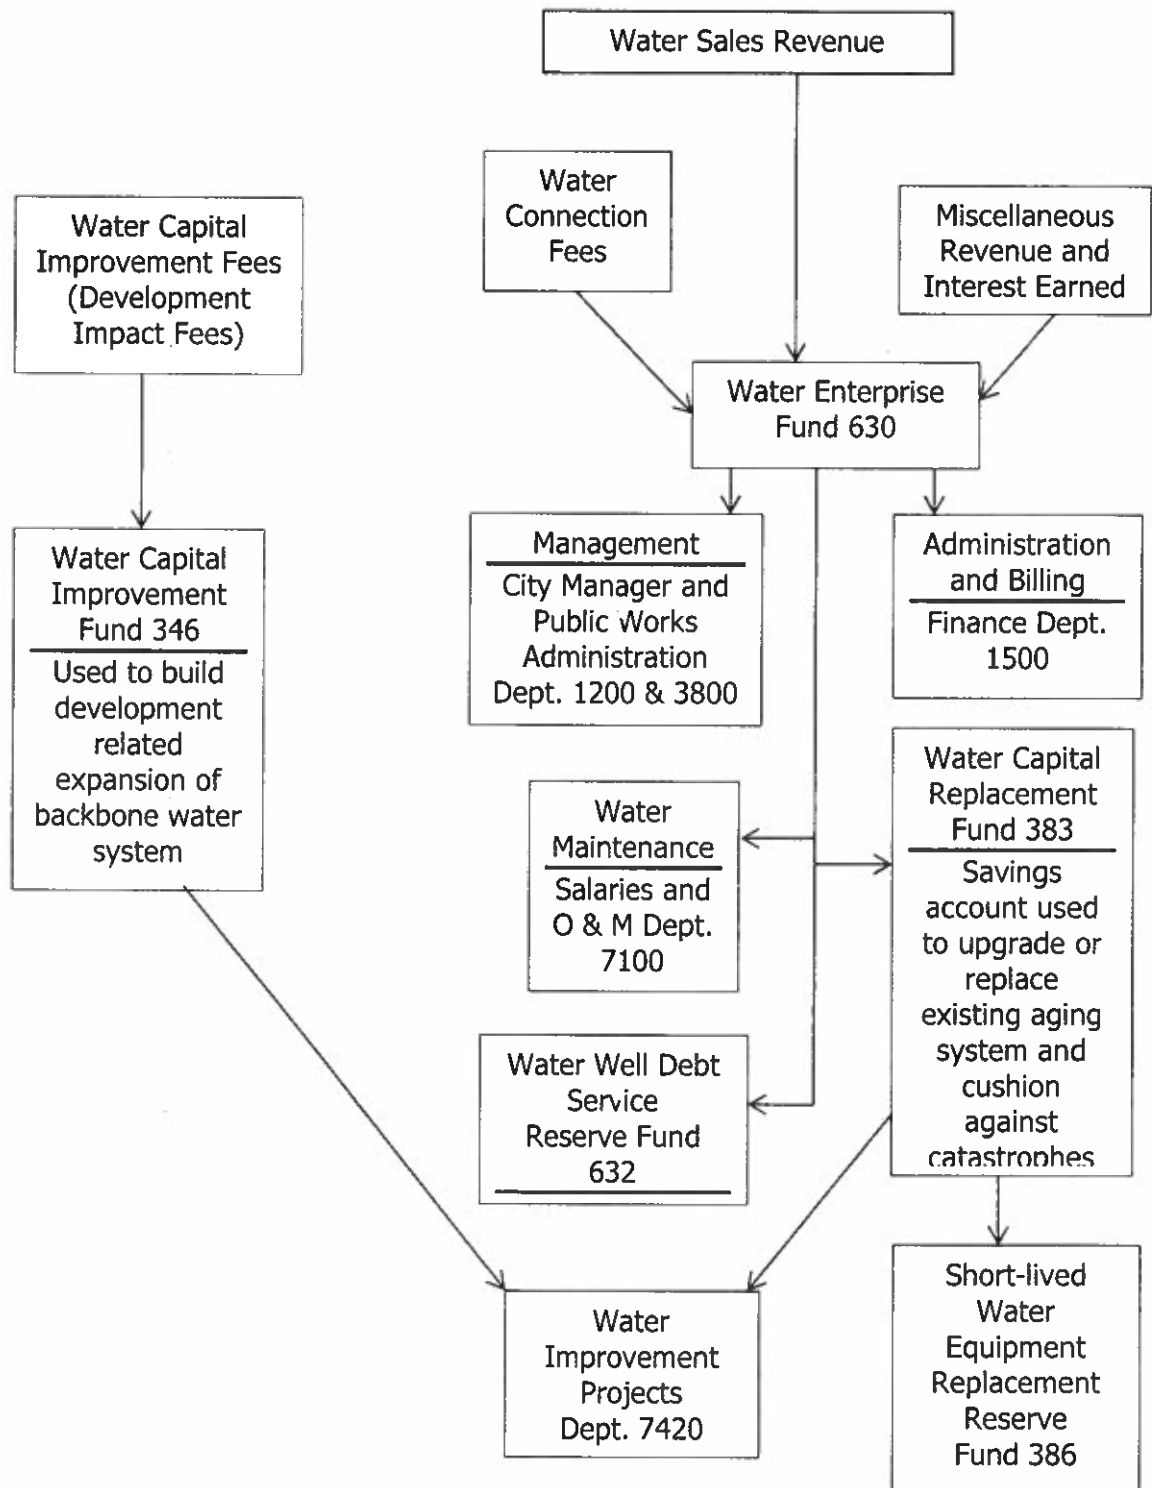 Water Sales Revenue
Water
Connection
Fees
Miscellaneous
Revenue and
Interest Earned
Water Capital
Improvement Fees
(Development
Impact Fees)
Water Enterprise
Fund 630
Management
City Manager and
Public Works
Administration
Dept. 1200 & 3800
Administration
and Billing
Finance Dept.
1500
Water Capital
Improvement
Fund 346
Used to build
development
related
expansion of
backbone water
system
Water
Maintenance
Salaries and
O & M Dept.
7100
Water Capital
Replacement
Fund 383
Savings
account used
to upgrade or
replace
existing aging
system and
cushion
against
catastrophes
Water Well Debt
Service
Reserve Fund
632
Water
Improvement
Projects
Dept. 7420
Short-lived
Water
Equipment
Replacement
Reserve
Fund 386